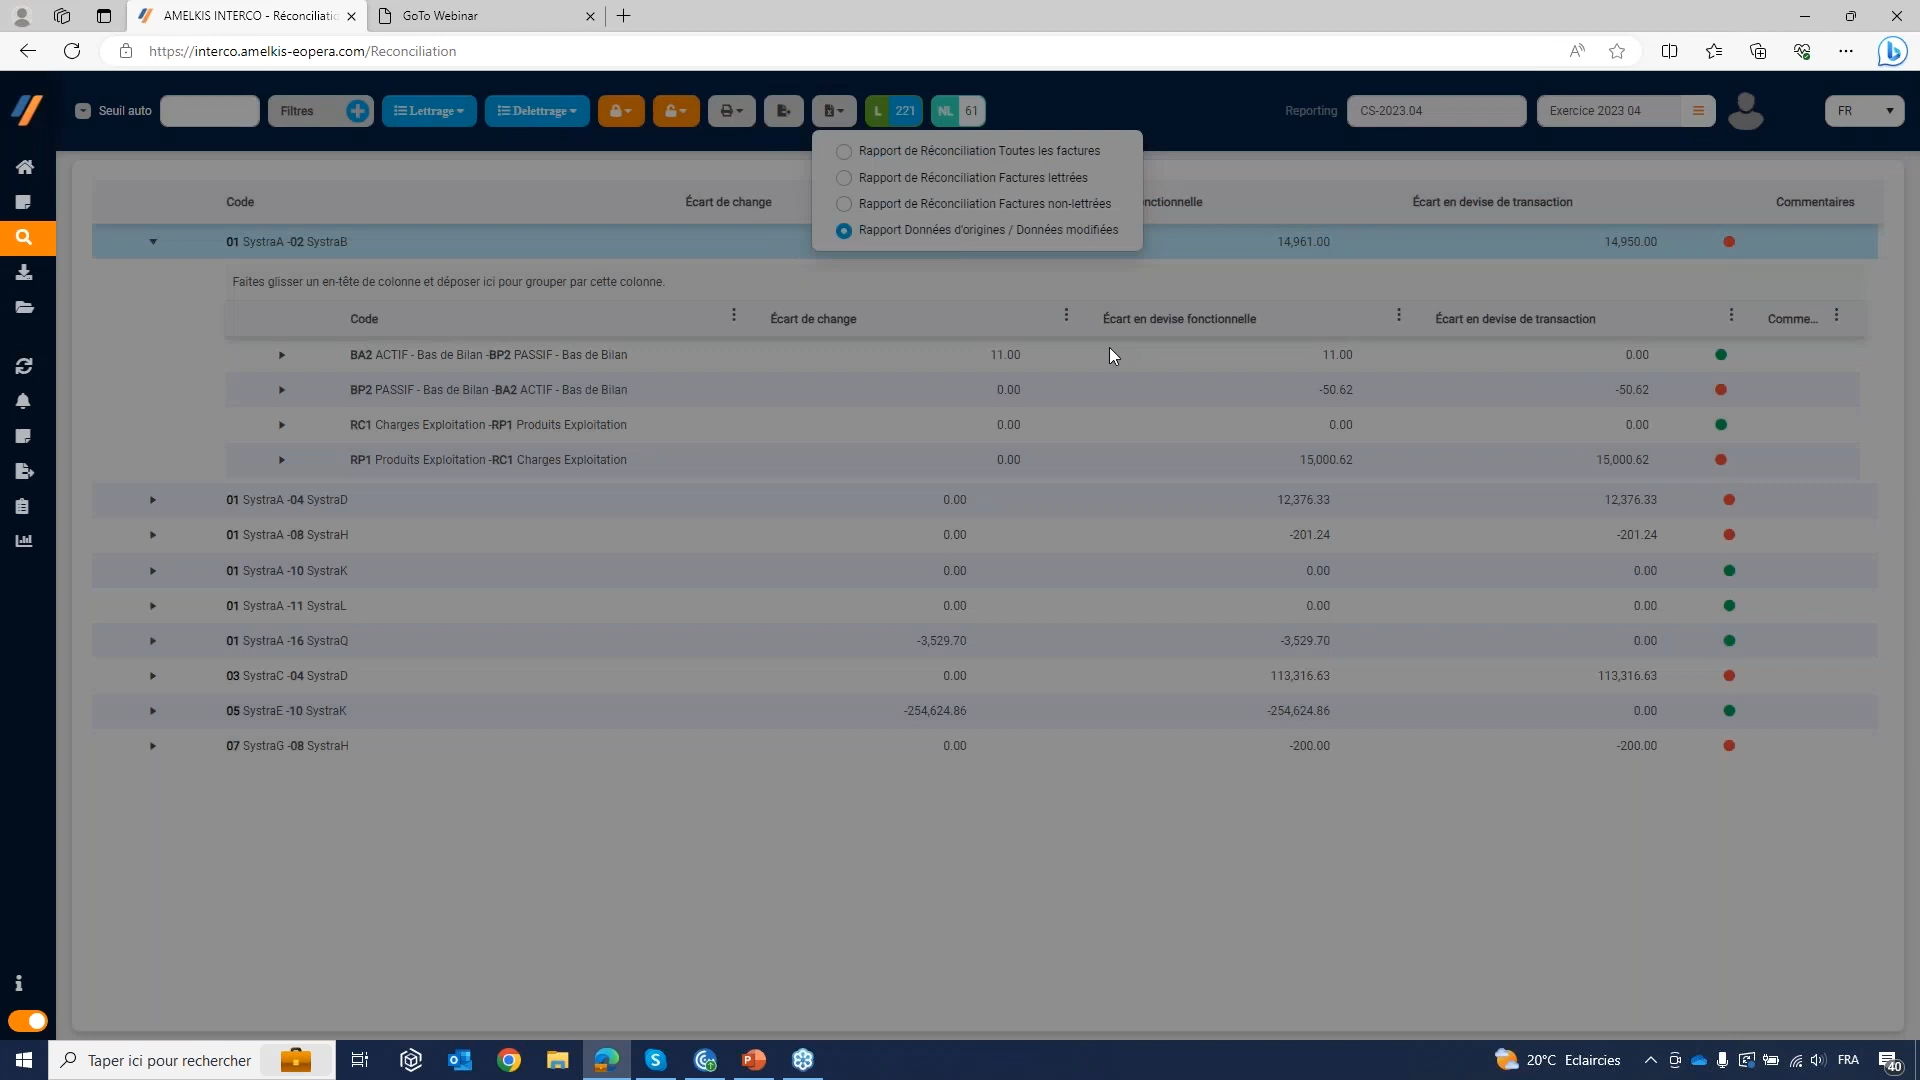 AMELKIS INTERCO - Réconciliatio
GoTo Webinar
https://interco.amelkis-eopera.com/Reconciliation
Seuil auto
Filtres
Lettrage
Delettrage
L 221
NL 61
Reporting
CS-2023.04
Exercice 2023 04
FR
Rapport de Réconciliation Toutes les factures
Rapport de Réconciliation Factures lettrées
Rapport de Réconciliation Factures non-lettrées
Rapport Données d'origines / Données modifiées
Code Écart de change nctionnelle Écart en devise de transaction Commentaires
01 SystraA -02 SystraB 14,961.00 14,950.00
Faites glisser un en-tête de colonne et déposer ici pour grouper par cette colonne.
Code Écart de change Écart en devise fonctionnelle Écart en devise de transaction Comme...
BA2 ACTIF - Bas de Bilan -BP2 PASSIF - Bas de Bilan 11.00 11.00 0.00
BP2 PASSIF - Bas de Bilan -BA2 ACTIF - Bas de Bilan 0.00 -50.62 -50.62
RC1 Charges Exploitation -RP1 Produits Exploitation 0.00 0.00 0.00
RP1 Produits Exploitation -RC1 Charges Exploitation 0.00 15,000.62 15,000.62
01 SystraA -04 SystraD 0.00 12,376.33 12,376.33
01 SystraA -08 SystraH 0.00 -201.24 -201.24
01 SystraA -10 SystraK 0.00 0.00 0.00
01 SystraA -11 SystraL 0.00 0.00 0.00
01 SystraA -16 SystraQ -3,529.70 -3,529.70 0.00
03 SystraC -04 SystraD 0.00 113,316.63 113,316.63
05 SystraE -10 SystraK -254,624.86 -254,624.86 0.00
07 SystraG -08 SystraH 0.00 -200.00 -200.00
Taper ici pour rechercher
20°C Eclaircies
FRA
40